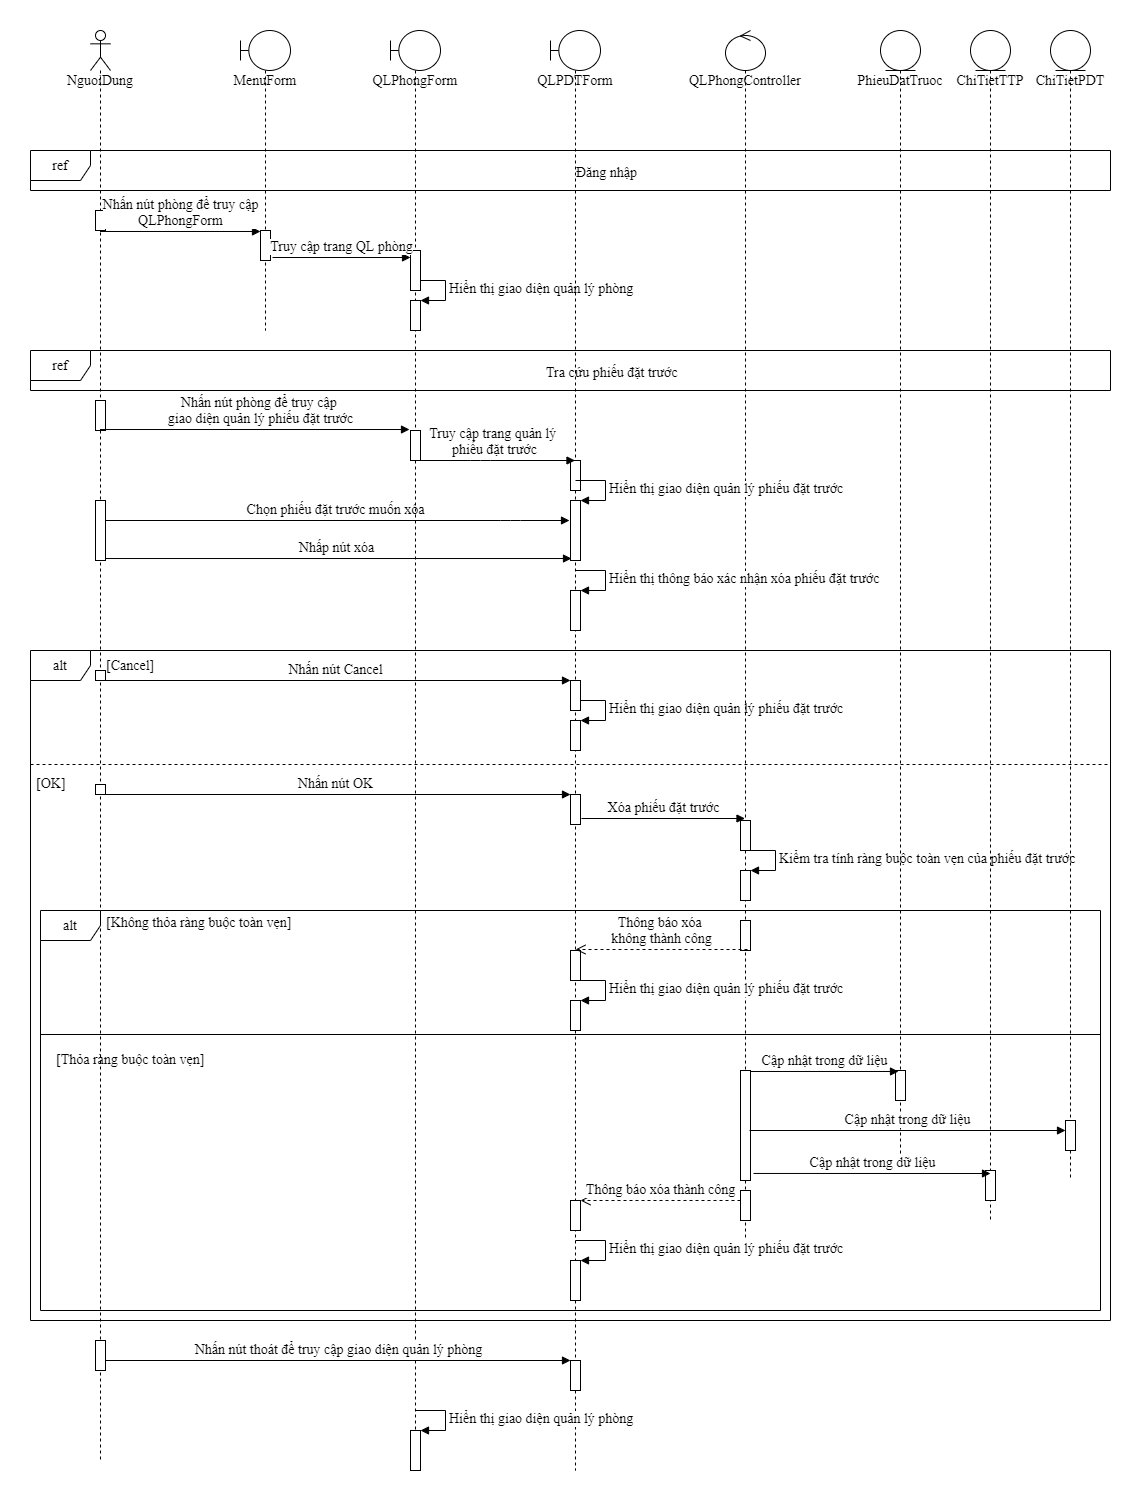 NguoiDung
MenuForm
QLPhongForm
QLPDTForm
QLPhongController
PhieuDatTruoc
ChiTietTTP
ChiTietPDT
ref
Đăng nhập
Nhấn nút phòng để truy cập
QLPhongForm
Truy cập trang QL phòng
Hiển thị giao diện quản lý phòng
ref
Tra cứu phiếu đặt trước
Nhấn nút phòng để truy cập
giao diện quản lý phiếu đặt trước
Truy cập trang quản lý
phiếu đặt trước
Hiển thị giao diện quản lý phiếu đặt trước
Chọn phiếu đặt trước muốn xóa
Nhấp nút xóa
Hiển thị thông báo xác nhận xóa phiếu đặt trước
alt
[Cancel]
Nhấn nút Cancel
Hiển thị giao diện quản lý phiếu đặt trước
[OK]
Nhấn nút OK
Xóa phiếu đặt trước
Kiểm tra tính ràng buộc toàn vẹn của phiếu đặt trước
alt
[Không thỏa ràng buộc toàn vẹn]
Thông báo xóa
không thành công
Hiển thị giao diện quản lý phiếu đặt trước
[Thỏa ràng buộc toàn vẹn]
Cập nhật trong dữ liệu
Cập nhật trong dữ liệu
Cập nhật trong dữ liệu
Thông báo xóa thành công
Hiển thị giao diện quản lý phiếu đặt trước
Nhấn nút thoát để truy cập giao diện quản lý phòng
Hiển thị giao diện quản lý phòng